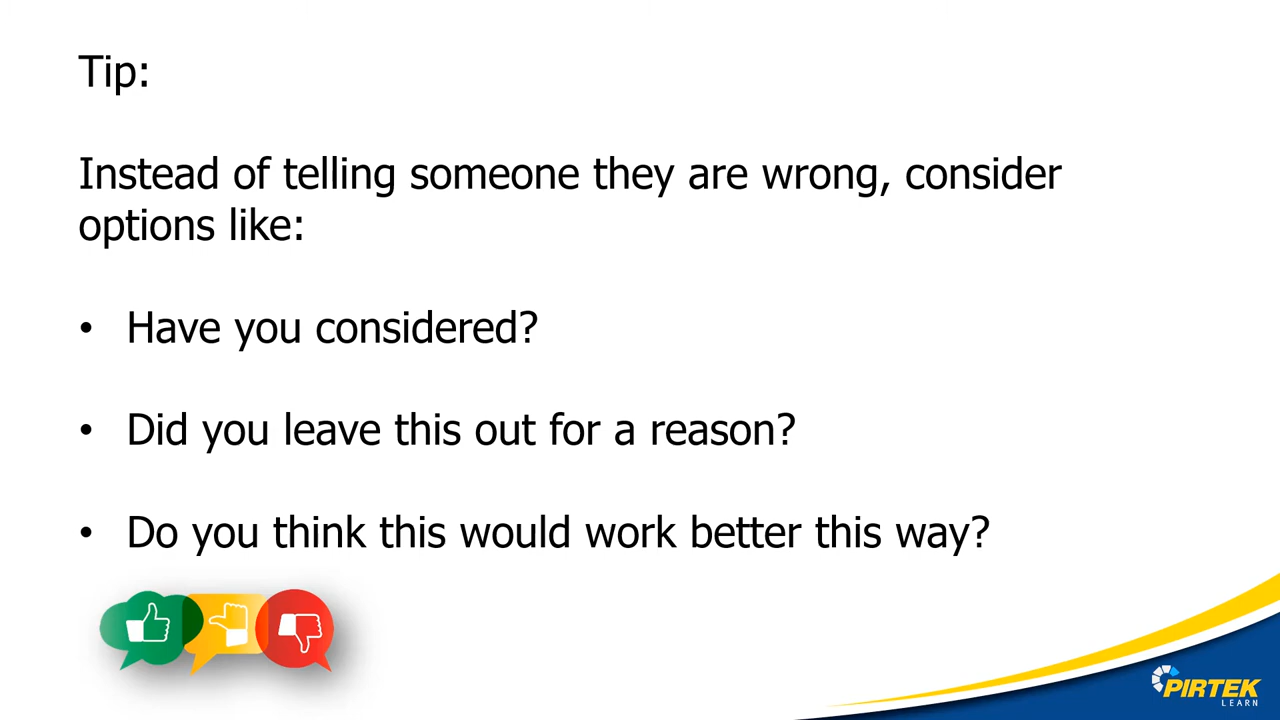 Tip:
Instead of telling someone they are wrong, consider
options like:
• Have you considered?
• Did you leave this out for a reason?
• Do you think this would work better this way?
PIRTEK
LEARN